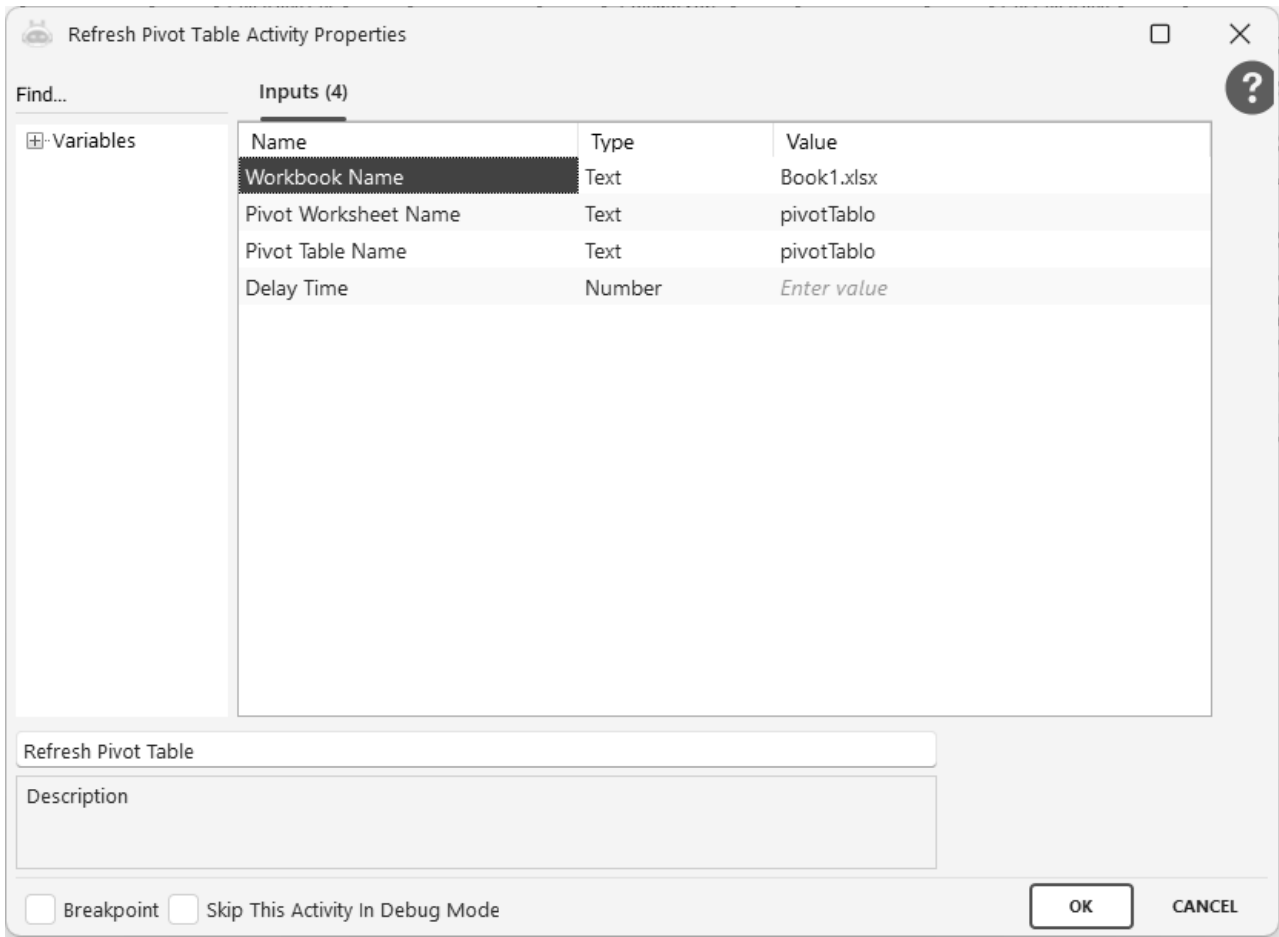 Refresh Pivot Table Activity Properties
Find...
Inputs (4)
?
Variables
Name Type Value
Workbook Name Text Book1.xlsx
Pivot Worksheet Name Text pivotTablo
Pivot Table Name Text pivotTablo
Delay Time Number Enter value
Refresh Pivot Table
Description
Breakpoint Skip This Activity In Debug Mode OK CANCEL